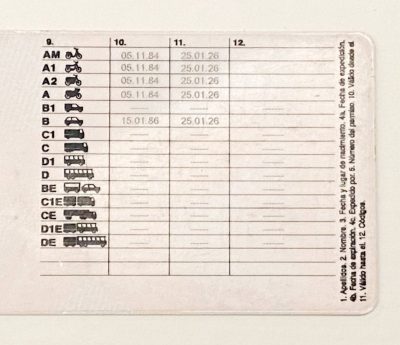 9. 10. 11. 12.
AM 05.11.84 25.01.26
A1 05.11.84 25.01.26
A2 05.11.84 25.01.26
A 05.11.84 25.01.26
B1
B 15.01.86 25.01.26
C1
C
D1
D
BE
C1E
CE
D1E
DE
1. Apellidos. 2. Nombre. 3. Fecha y lugar de nacimiento. 4a. Fecha de expedición.
4b. Fecha de expiración. 4c. Expedido por. 5. Número del permiso. 10. Válido desde el.
11. Válido hasta el. 12. Códigos.